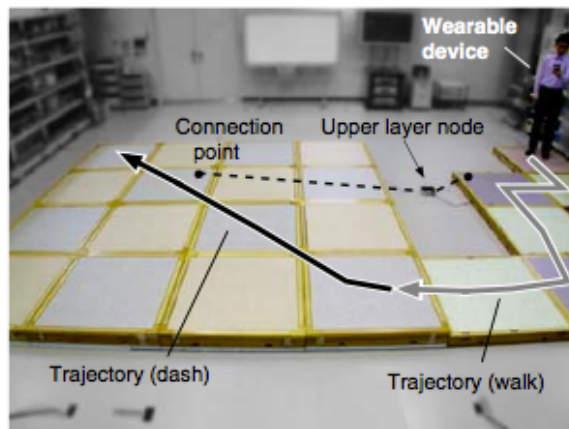 Wearable
device
Connection
point
Upper layer node
Trajectory (dash)
Trajectory (walk)